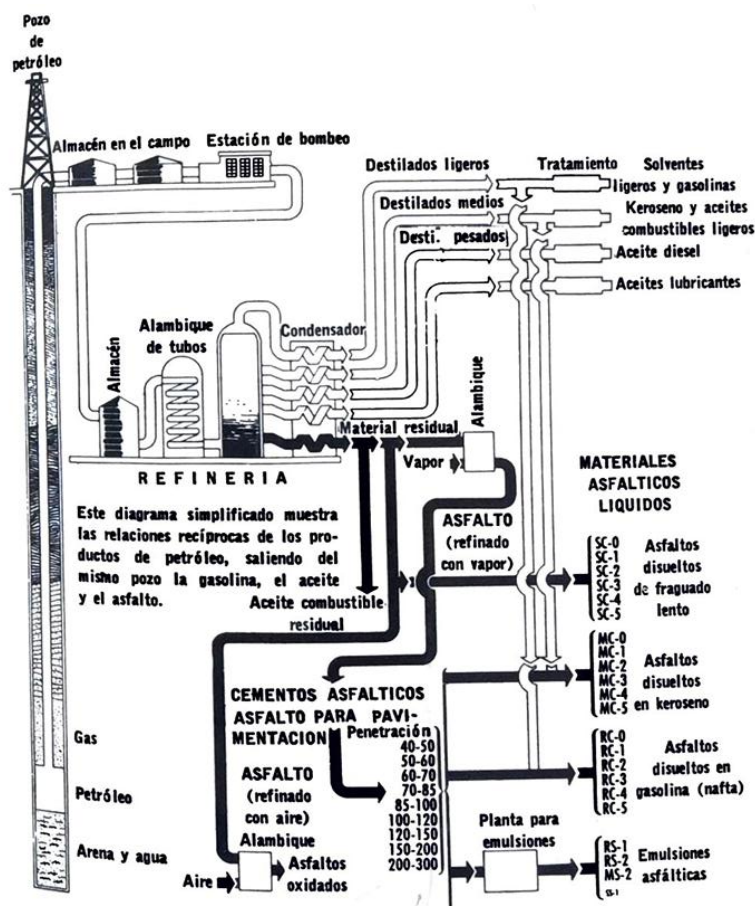 Pozo
de
petróleo
Almacén en el campo
Estación de bombeo
Destilados ligeros
Tratamiento
Solventes
ligeros y gasolinas
Destilados medios
Keroseno y aceites
combustibles ligeros
Desti. pesados
Aceite diesel
Aceites lubricantes
Almacén
Alambique
de tubos
Condensador
Alambique
Material residual
Vapor
REFINERIA
Este diagrama simplificado muestra
las relaciones recíprocas de los pro-
ductos de petróleo, saliendo del
mismo pozo la gasolina, el aceite
y el asfalto.
Aceite combustible
residual
ASFALTO
(refinado
con vapor)
MATERIALES
ASFALTICOS
LIQUIDOS
SC-0
SC-1
SC-2
SC-3
SC-4
SC-5
Asfaltos
disueltos
de fraguado
lento
MC-0
MC-1
MC-2
MC-3
MC-4
MC-5
Asfaltos
disueltos
en keroseno
CEMENTOS ASFALTICOS
ASFALTO PARA PAVI-
MENTACION
Penetración
40-50
50-60
60-70
70-85
85-100
100-120
120-150
150-200
200-300
RC-0
RC-1
RC-2
RC-3
RC-4
RC-5
Asfaltos
disueltos en
gasolina (nafta)
Gas
Petróleo
Arena y agua
ASFALTO
(refinado
con aire)
Alambique
Aire
Asfaltos
oxidados
Planta para
emulsiones
RS-1
RS-2
MS-2
Emulsiones
asfálticas